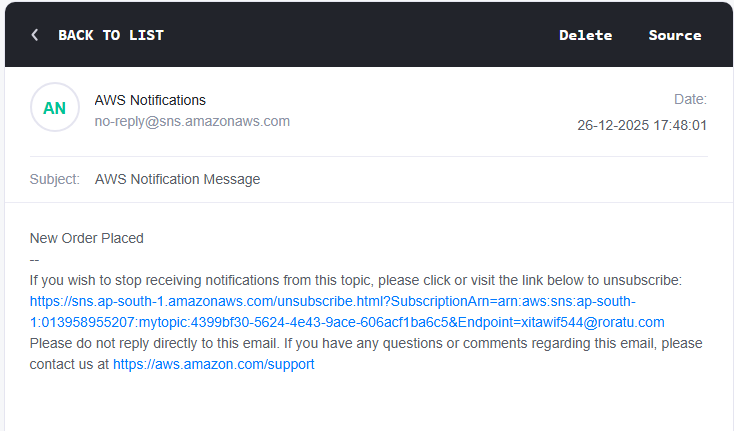 BACK TO LIST
Delete
Source
AN
AWS Notifications
no-reply@sns.amazonaws.com
Date:
26-12-2025 17:48:01
Subject: AWS Notification Message
New Order Placed
--
If you wish to stop receiving notifications from this topic, please click or visit the link below to unsubscribe:
https://sns.ap-south-1.amazonaws.com/unsubscribe.html?SubscriptionArn=arn:aws:sns:ap-south-
1:013958955207:mytopic:4399bf30-5624-4e43-9ace-606acf1ba6c5&Endpoint=xitawif544@roratu.com
Please do not reply directly to this email. If you have any questions or comments regarding this email, please
contact us at https://aws.amazon.com/support